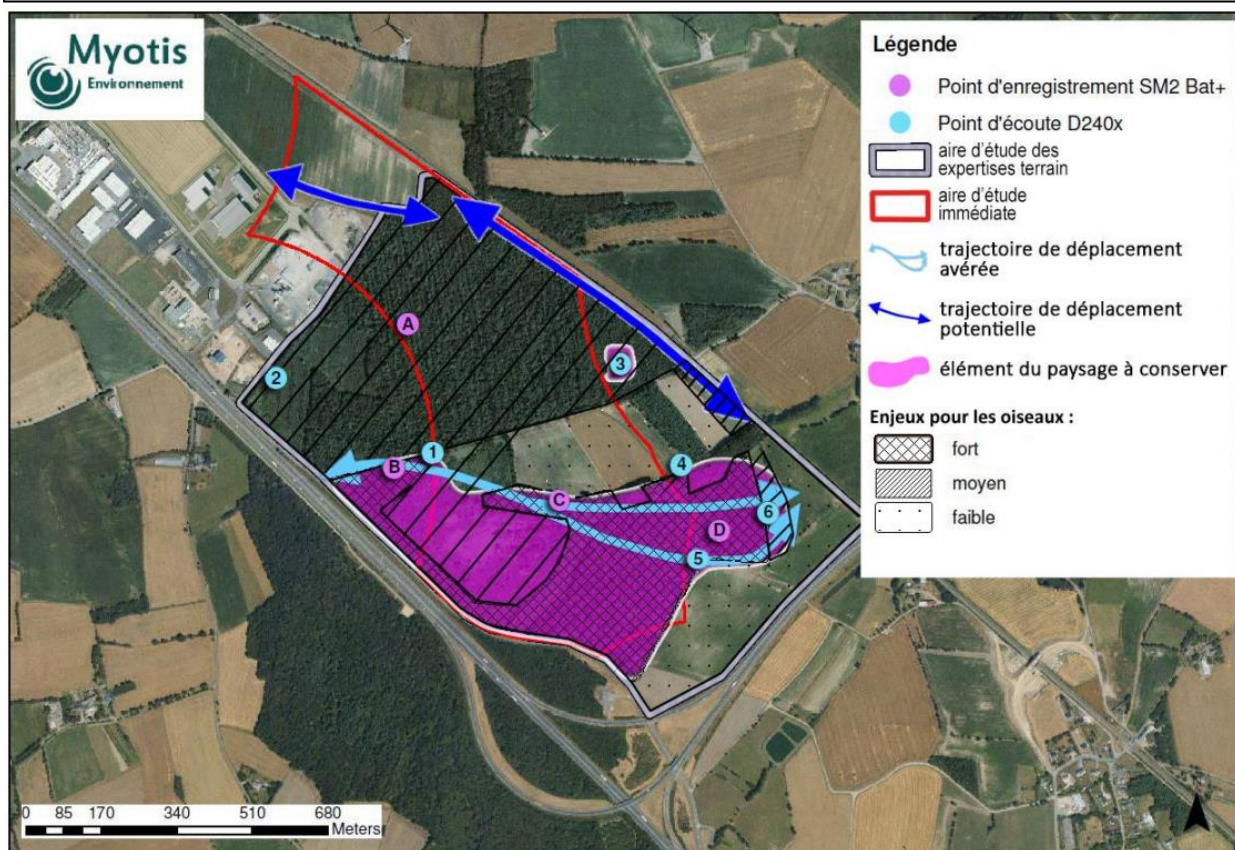 Myotis
Environnement
Légende
Point d'enregistrement SM2 Bat+
Point d'écoute D240x
aire d'étude des
expertises terrain
aire d'étude
immédiate
trajectoire de déplacement
avérée
trajectoire de déplacement
potentielle
élément du paysage à conserver
Enjeux pour les oiseaux :
fort
moyen
faible
A
3
2
1
B
4
C
6
D
5
0 85 170 340 510 680
Meters